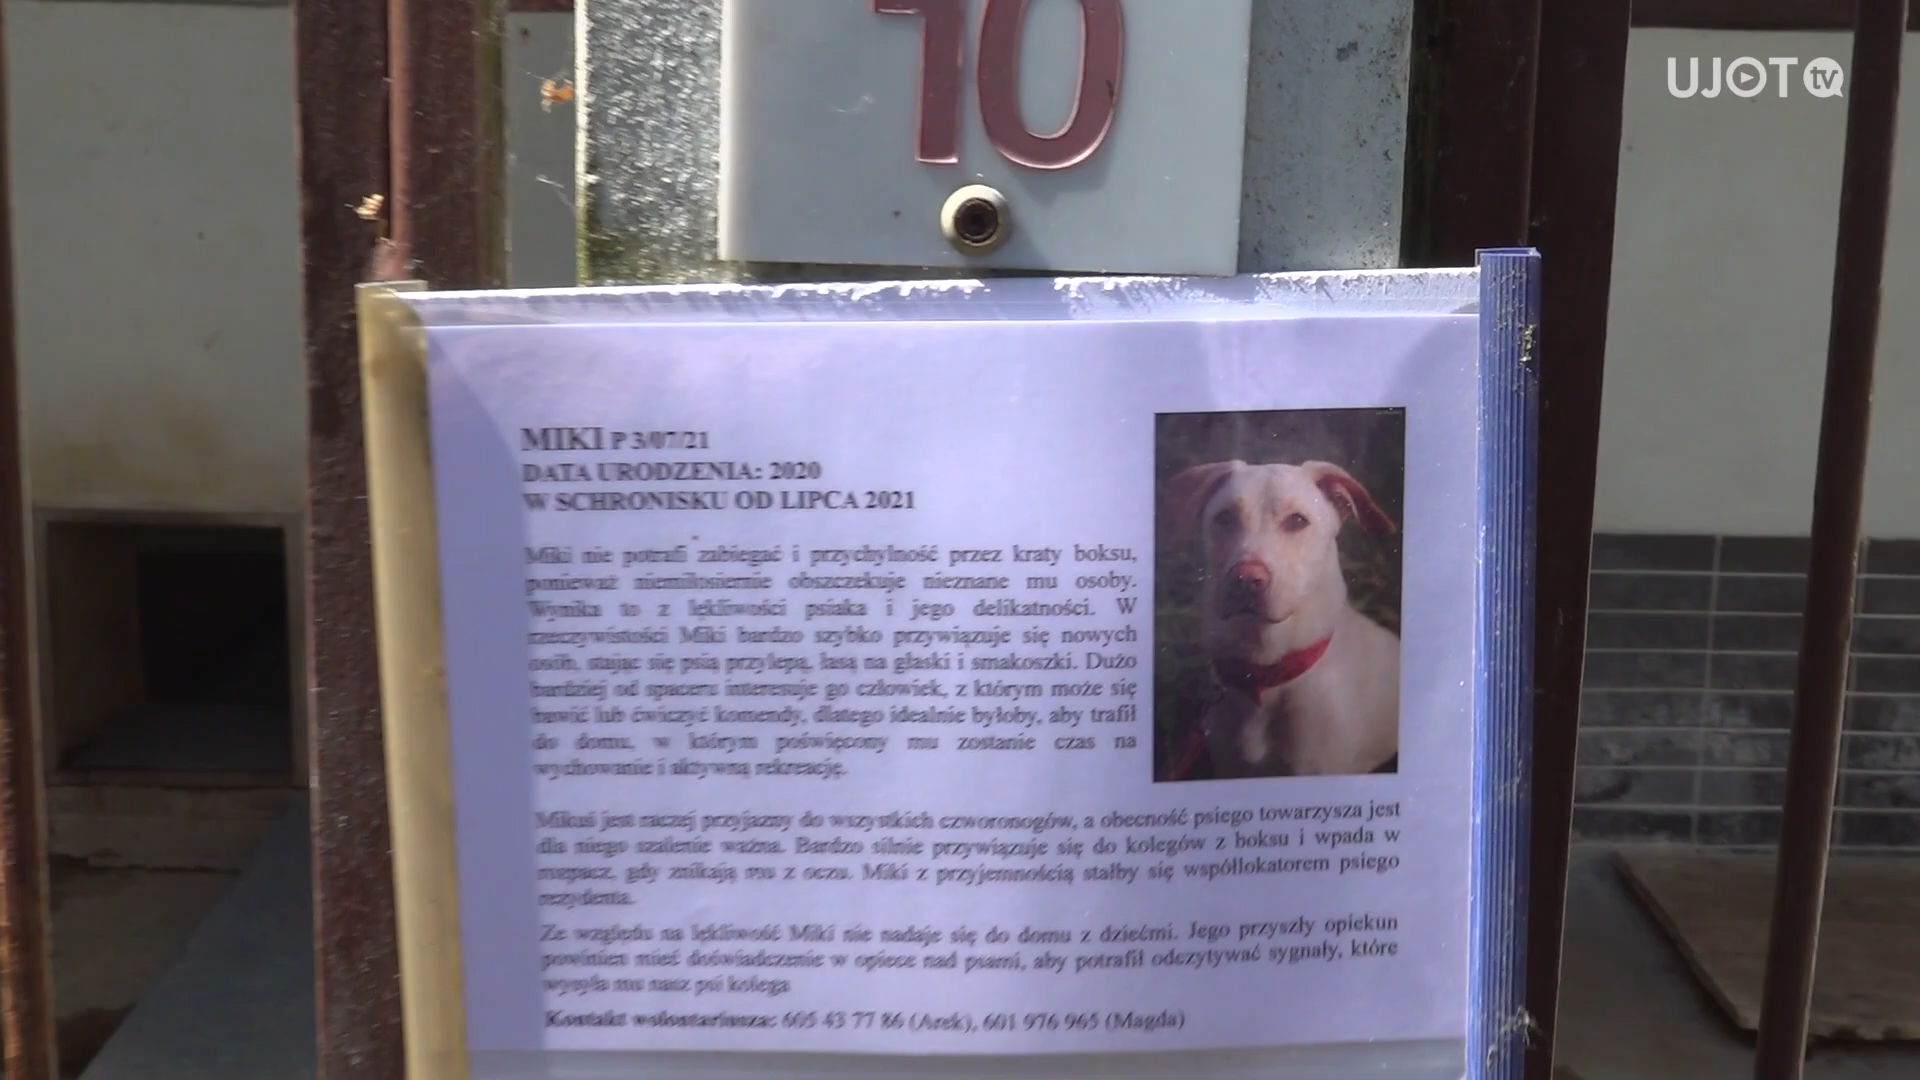 UJOT tv
10
MIKI P 3/07/21
DATA URODZENIA: 2020
W SCHRONISKU OD LIPCA 2021
Miki nie potrafi zabiegać i przychylność przez kraty boksu,
ponieważ niemiłosiernie obszczekuje nieznane mu osoby.
Wynika to z lękliwości psiaka i jego delikatności. W
rzeczywistości Miki bardzo szybko przywiązuje się nowych
osób, stając się psią przylepą, łasą na głaski i smakoszki. Dużo
bardziej od spaceru interesuje go człowiek, z którym może się
bawić lub ćwiczyć komendy, dlatego idealnie byłoby, aby trafił
do domu, w którym poświęcony mu zostanie czas na
wychowanie i aktywną rekreację.
Mikuś jest raczej przyjazny do wszystkich czworonogów, a obecność psiego towarzysza jest
dla niego szalenie ważna. Bardzo silnie przywiązuje się do kolegów z boksu i wpada w
rozpacz, gdy znikają mu z oczu. Miki z przyjemnością stałby się współlokatorem psiego
rezydenta.
Ze względu na lękliwość Miki nie nadaje się do domu z dziećmi. Jego przyszły opiekun
powinien mieć doświadczenie w opiece nad psami, aby potrafił odczytywać sygnały, które
wysyła mu nasz psi kolega
Kontakt wolontariusza: 605 43 77 86 (Arek), 601 976 965 (Magda)